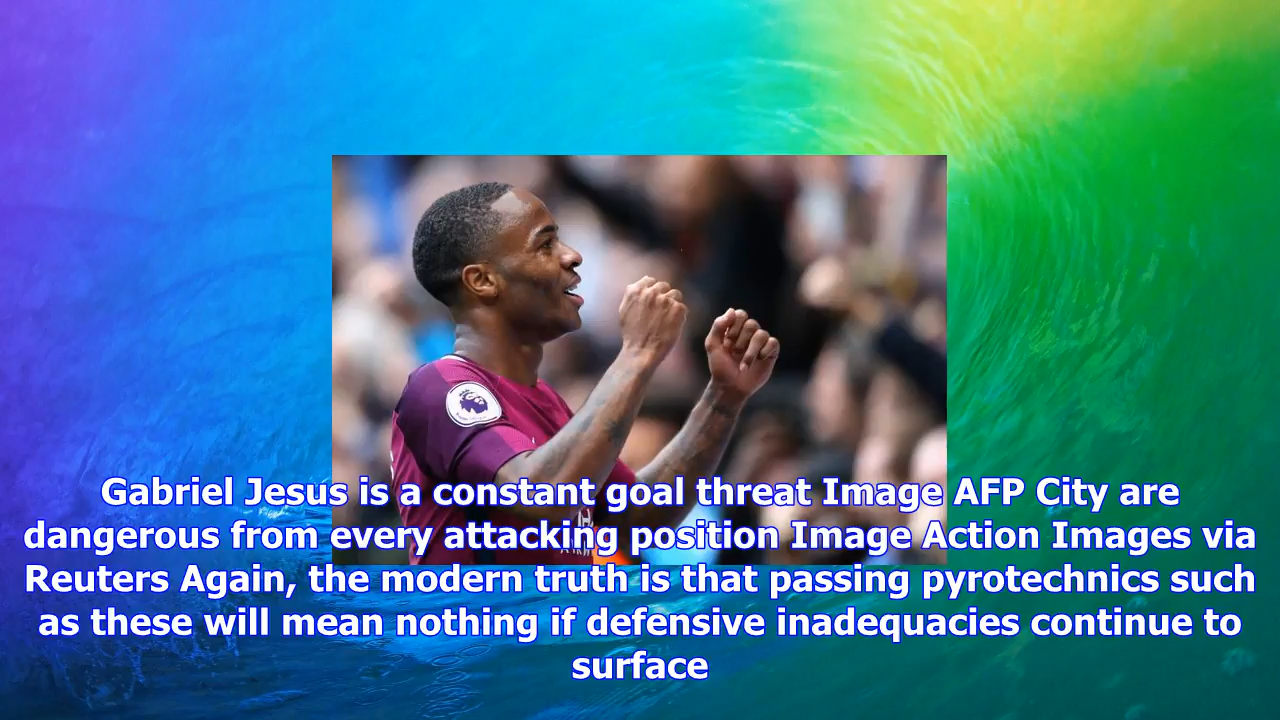 Gabriel Jesus is a constant goal threat Image AFP City are
dangerous from every attacking position Image Action Images via
Reuters Again, the modern truth is that passing pyrotechnics such
as these will mean nothing if defensive inadequacies continue to
surface